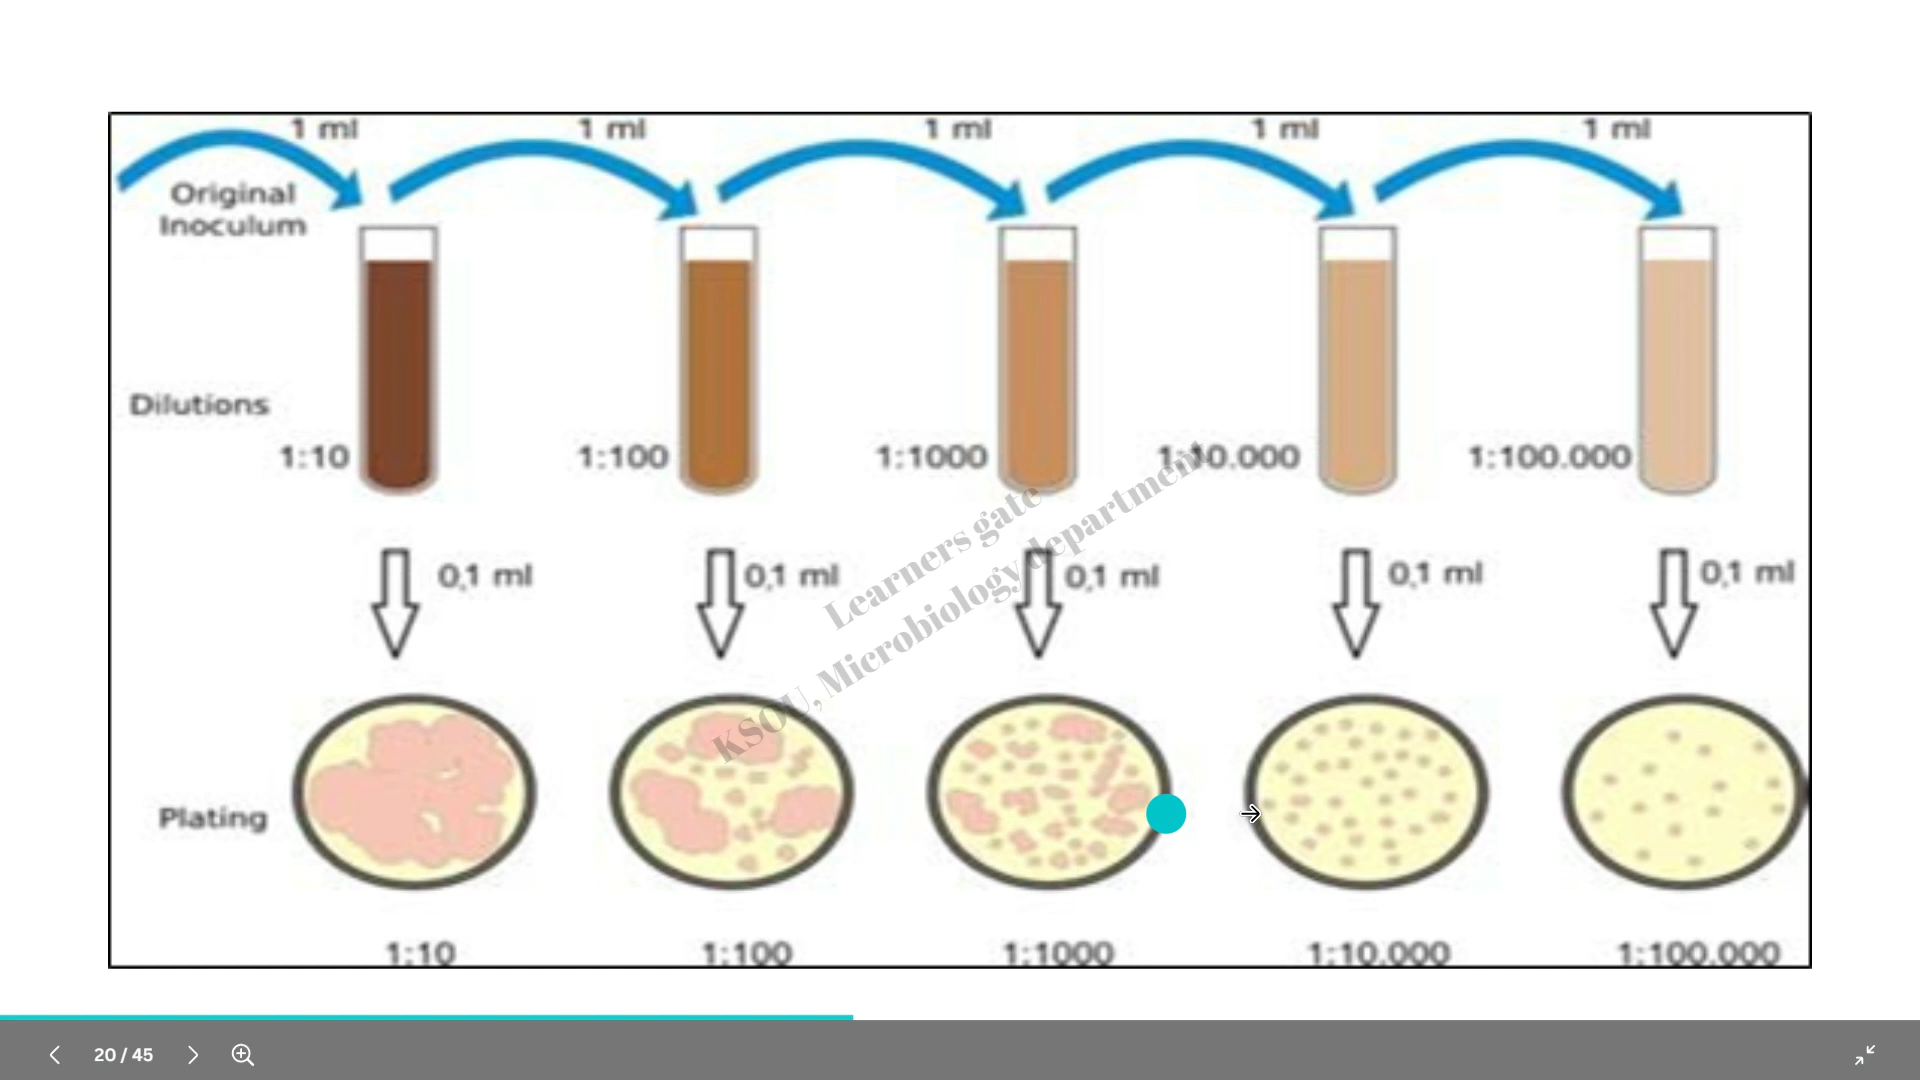 1 ml 1 ml 1 ml 1 ml 1 ml
Original
Inoculum
Dilutions
1:10 1:100 1:1000 1:10.000 1:100.000
Learners gate
KSOU, Microbiology department
0,1 ml 0,1 ml 0,1 ml 0,1 ml 0,1 ml
Plating
1:10 1:100 1:1000 1:10.000 1:100.000
20 / 45